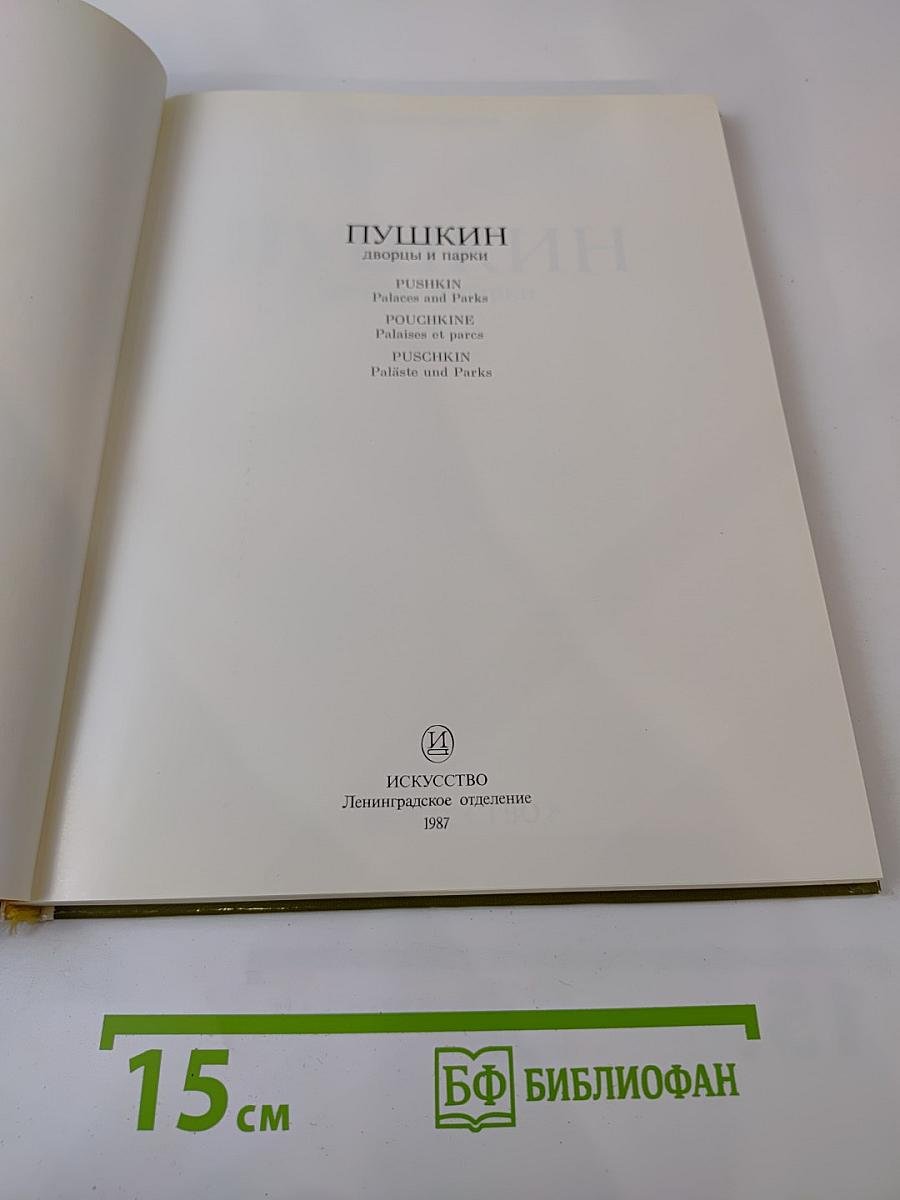 ПУШКИН
дворцы и парки
PUSHKIN
Palaces and Parks
POUCHKINE
Palaises et parcs
PUSCHKIN
Paläste und Parks
И
ИСКУССТВО
Ленинградское отделение
1987
15 см
БФ БИБЛИОФАН